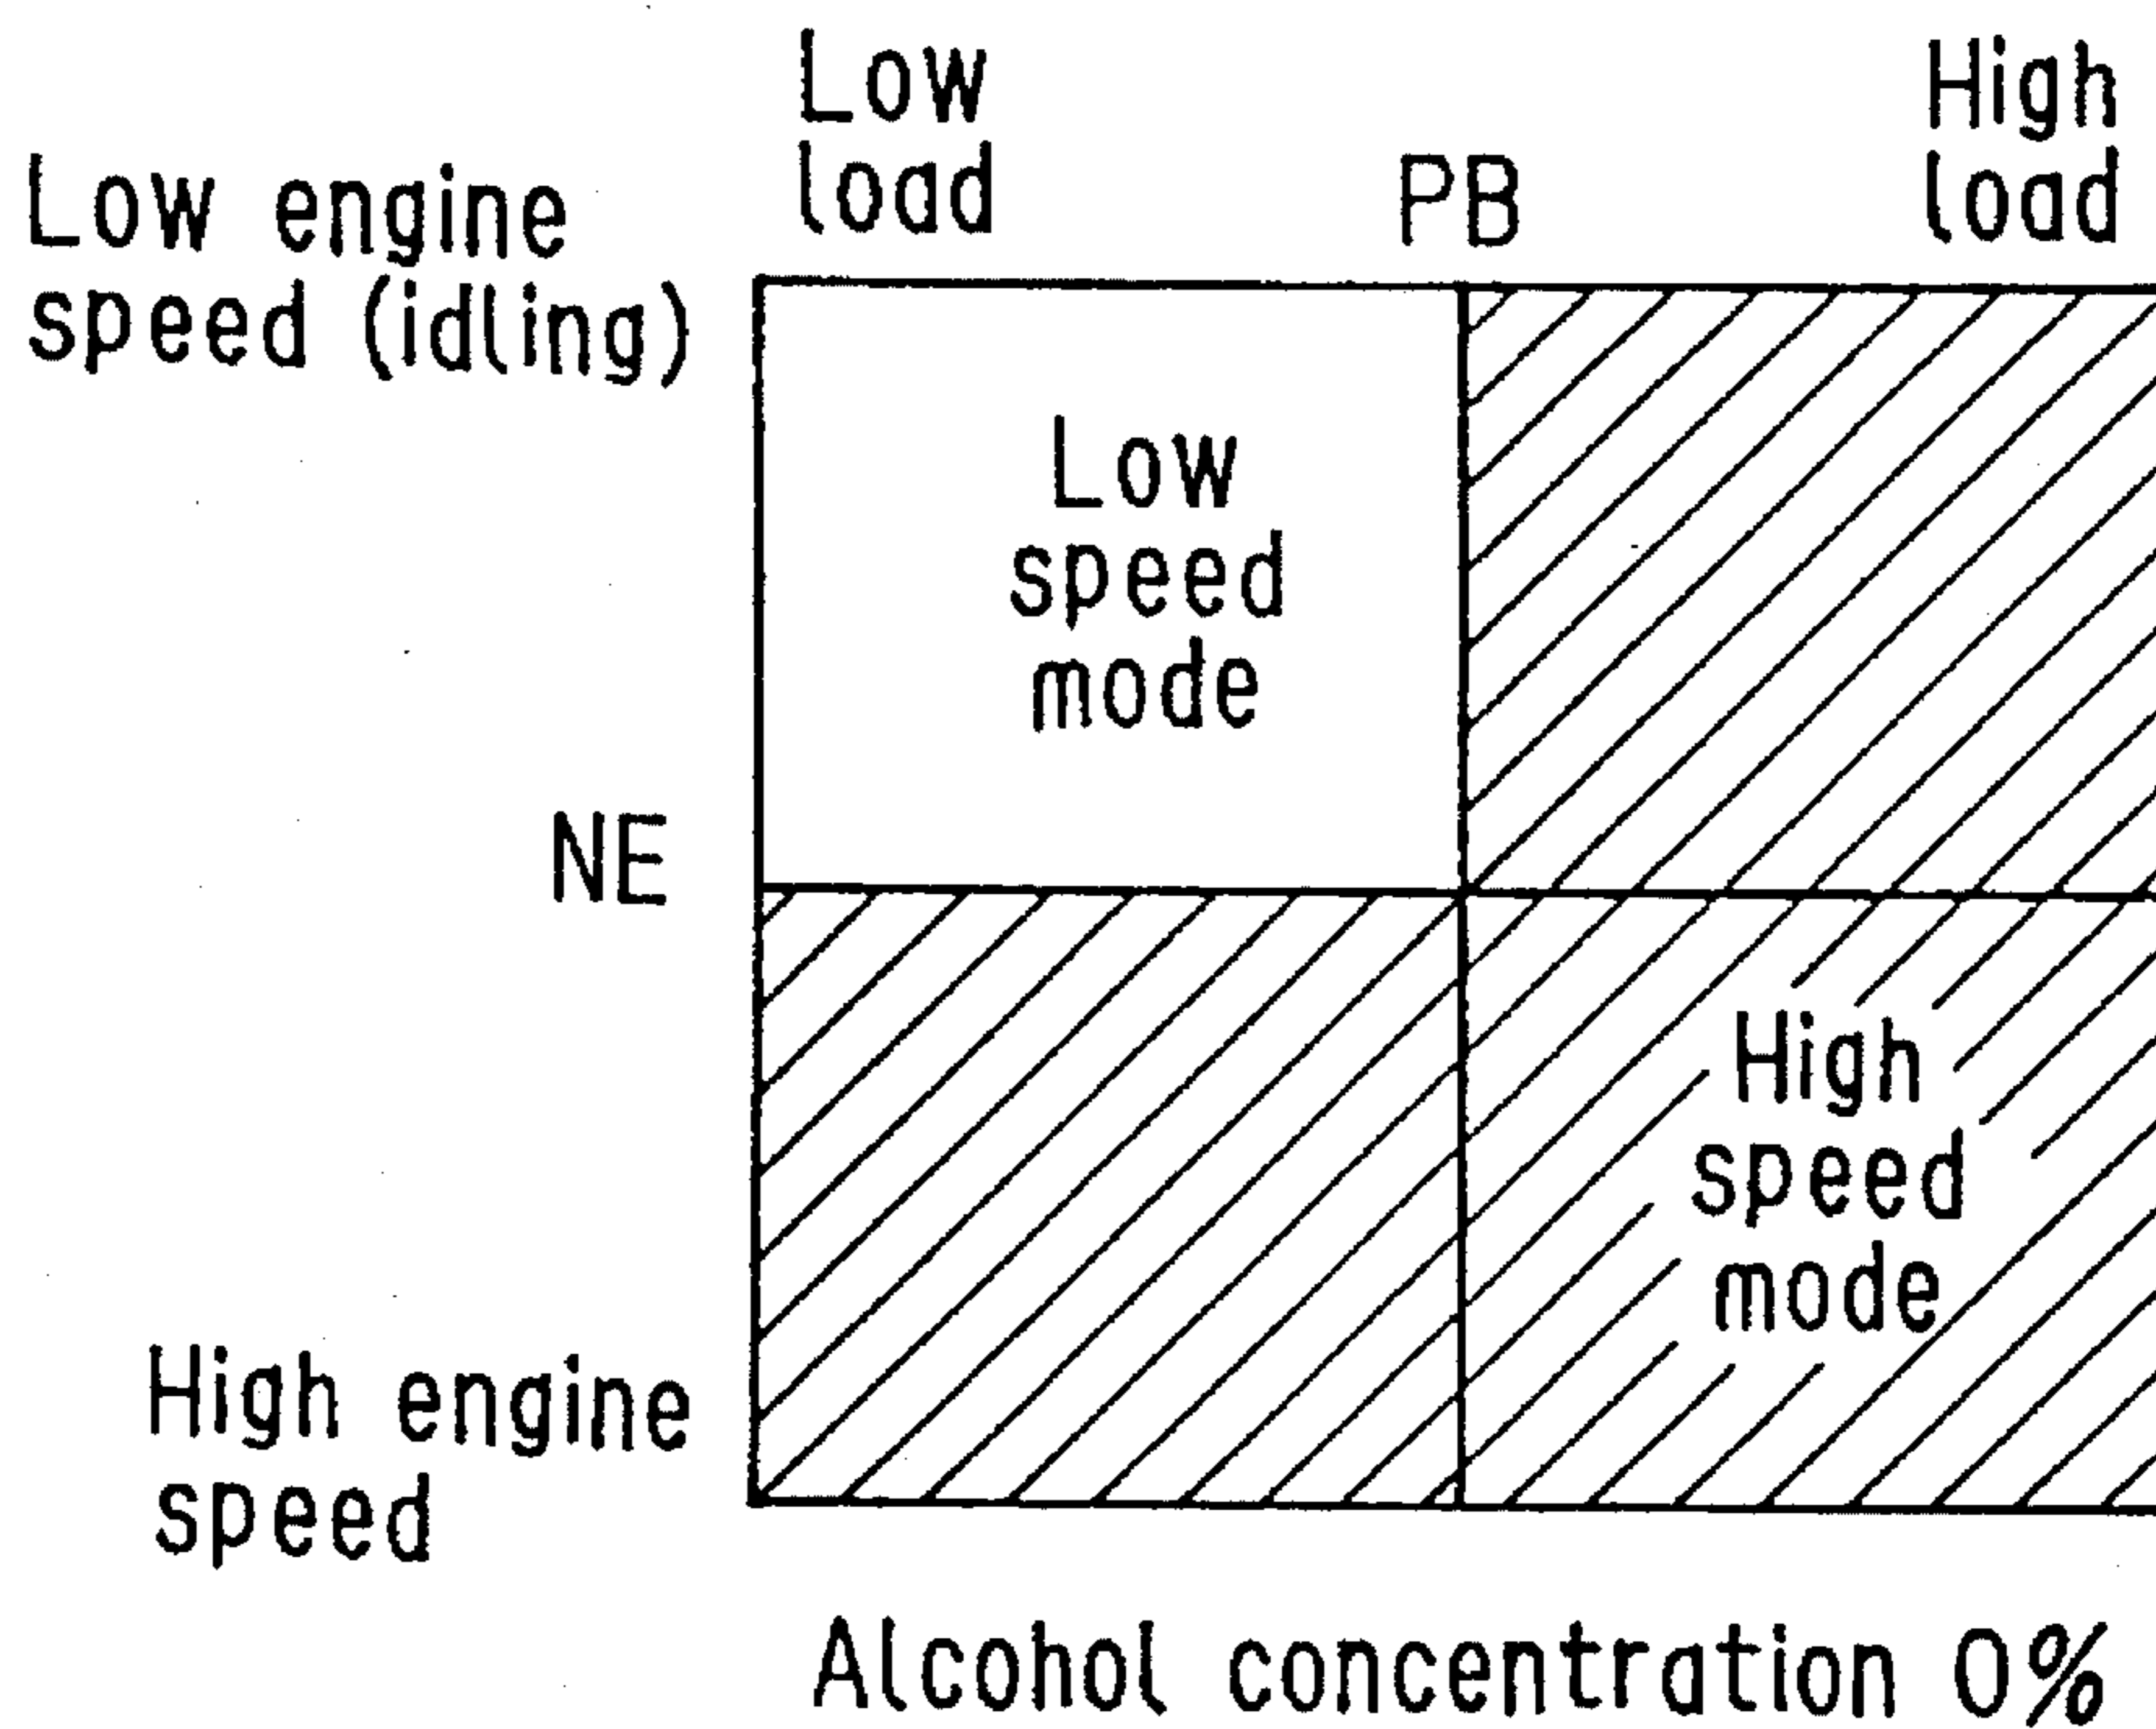 Low
load
PB
High
load
Low engine
speed (idling)
Low
speed
mode
NE
High
speed
mode
High engine
speed
Alcohol concentration 0%